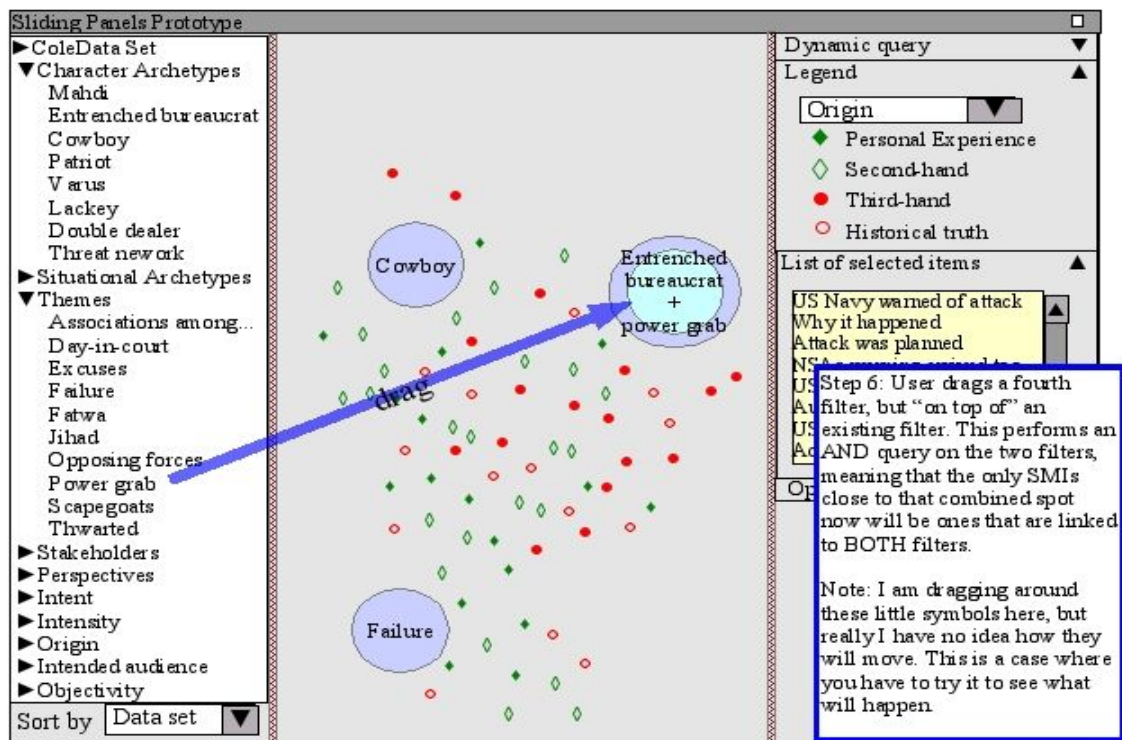 Sliding Panels Prototype
ColeData Set
Character Archetypes
Mahdi
Entrenched bureaucrat
Cowboy
Patriot
Varus
Lackey
Double dealer
Threat nework
Situational Archetypes
Themes
Associations among...
Day-in-court
Excuses
Failure
Fatwa
Jihad
Opposing forces
Power grab
Scapegoats
Thwarted
Stakeholders
Perspectives
Intent
Intensity
Origin
Intended audience
Objectivity
Sort by Data set
Cowboy
Entrenched
bureaucrat
+
power grab
drag
Failure
Dynamic query
Legend
Origin
Personal Experience
Second-hand
Third-hand
Historical truth
List of selected items
US Navy warned of attack
Why it happened
Attack was planned
US
US
Op
Step 6: User drags a fourth
filter, but “on top of” an
existing filter. This performs an
AND query on the two filters,
meaning that the only SMIs
close to that combined spot
now will be ones that are linked
to BOTH filters.
Note: I am dragging around
these little symbols here, but
really I have no idea how they
will move. This is a case where
you have to try it to see what
will happen